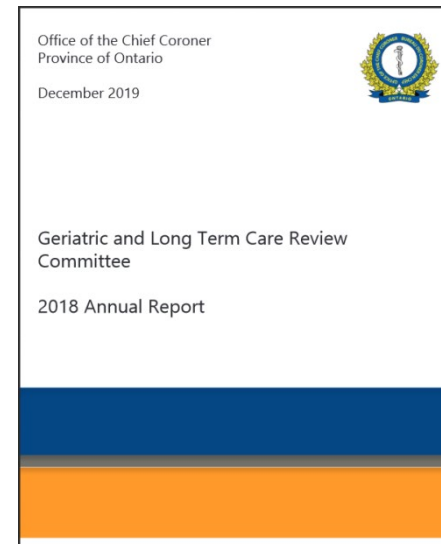 Office of the Chief Coroner
Province of Ontario
December 2019
Geriatric and Long Term Care Review
Committee
2018 Annual Report
ONTARIO